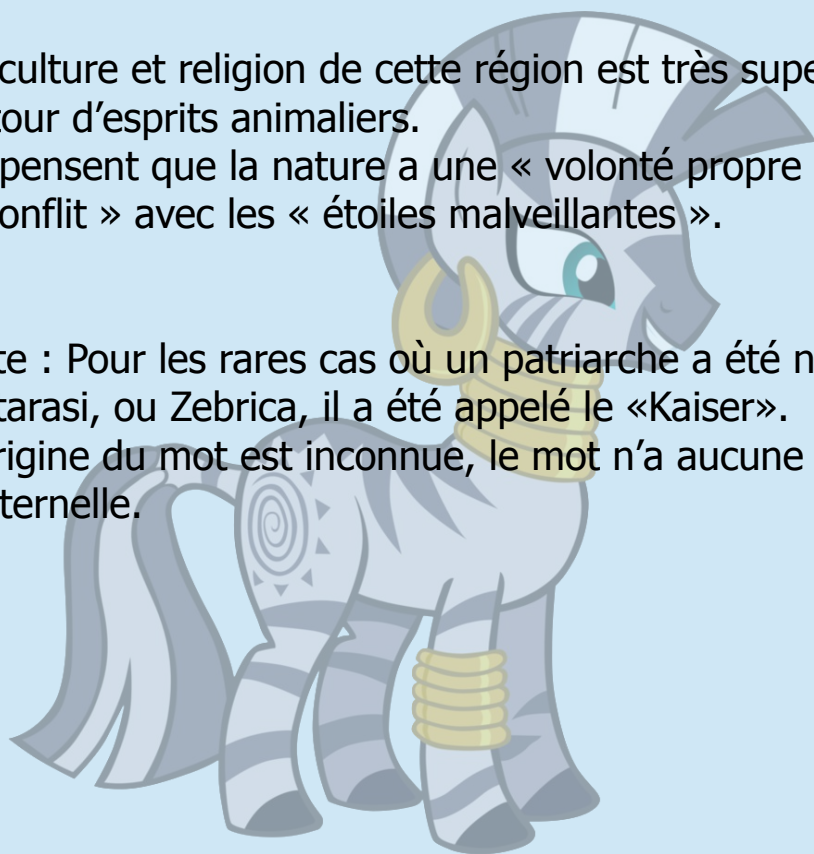 culture et religion de cette région est très supe
tour d’esprits animaliers.
pensent que la nature a une « volonté propre
onflit » avec les « étoiles malveillantes ».
te : Pour les rares cas où un patriarche a été n
tarasi, ou Zebrica, il a été appelé le «Kaiser».
rigine du mot est inconnue, le mot n’a aucune
ternelle.